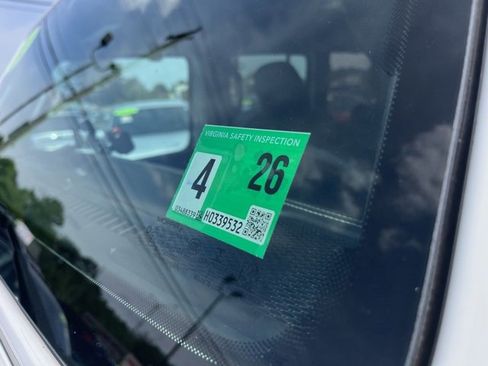 VIRGINIA SAFETY INSPECTION
4 26
H0339532